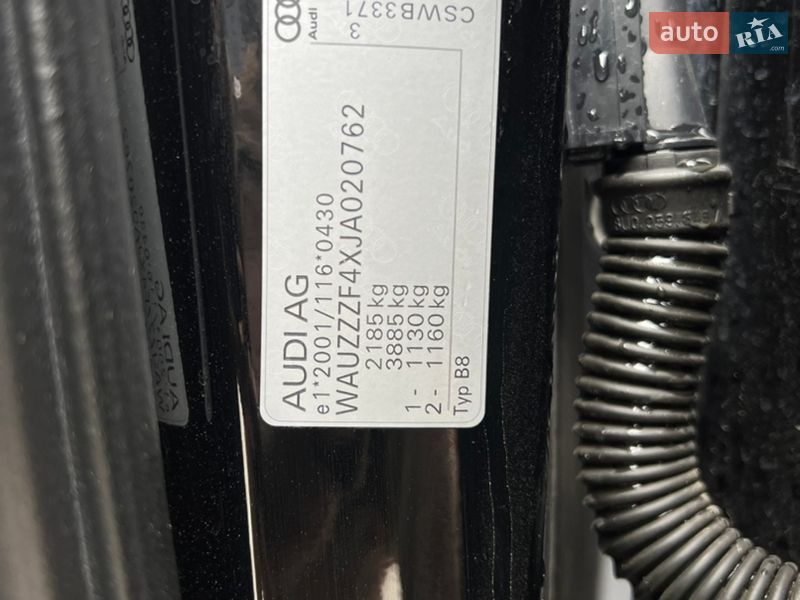 AUDI AG
e1*2001/116*0430
WAUZZZF4XJA020762
2185 kg
3885 kg
1- 1130 kg
2- 1160 kg
Typ B8
Audi
3
CSWB3371
auto RIA
.com